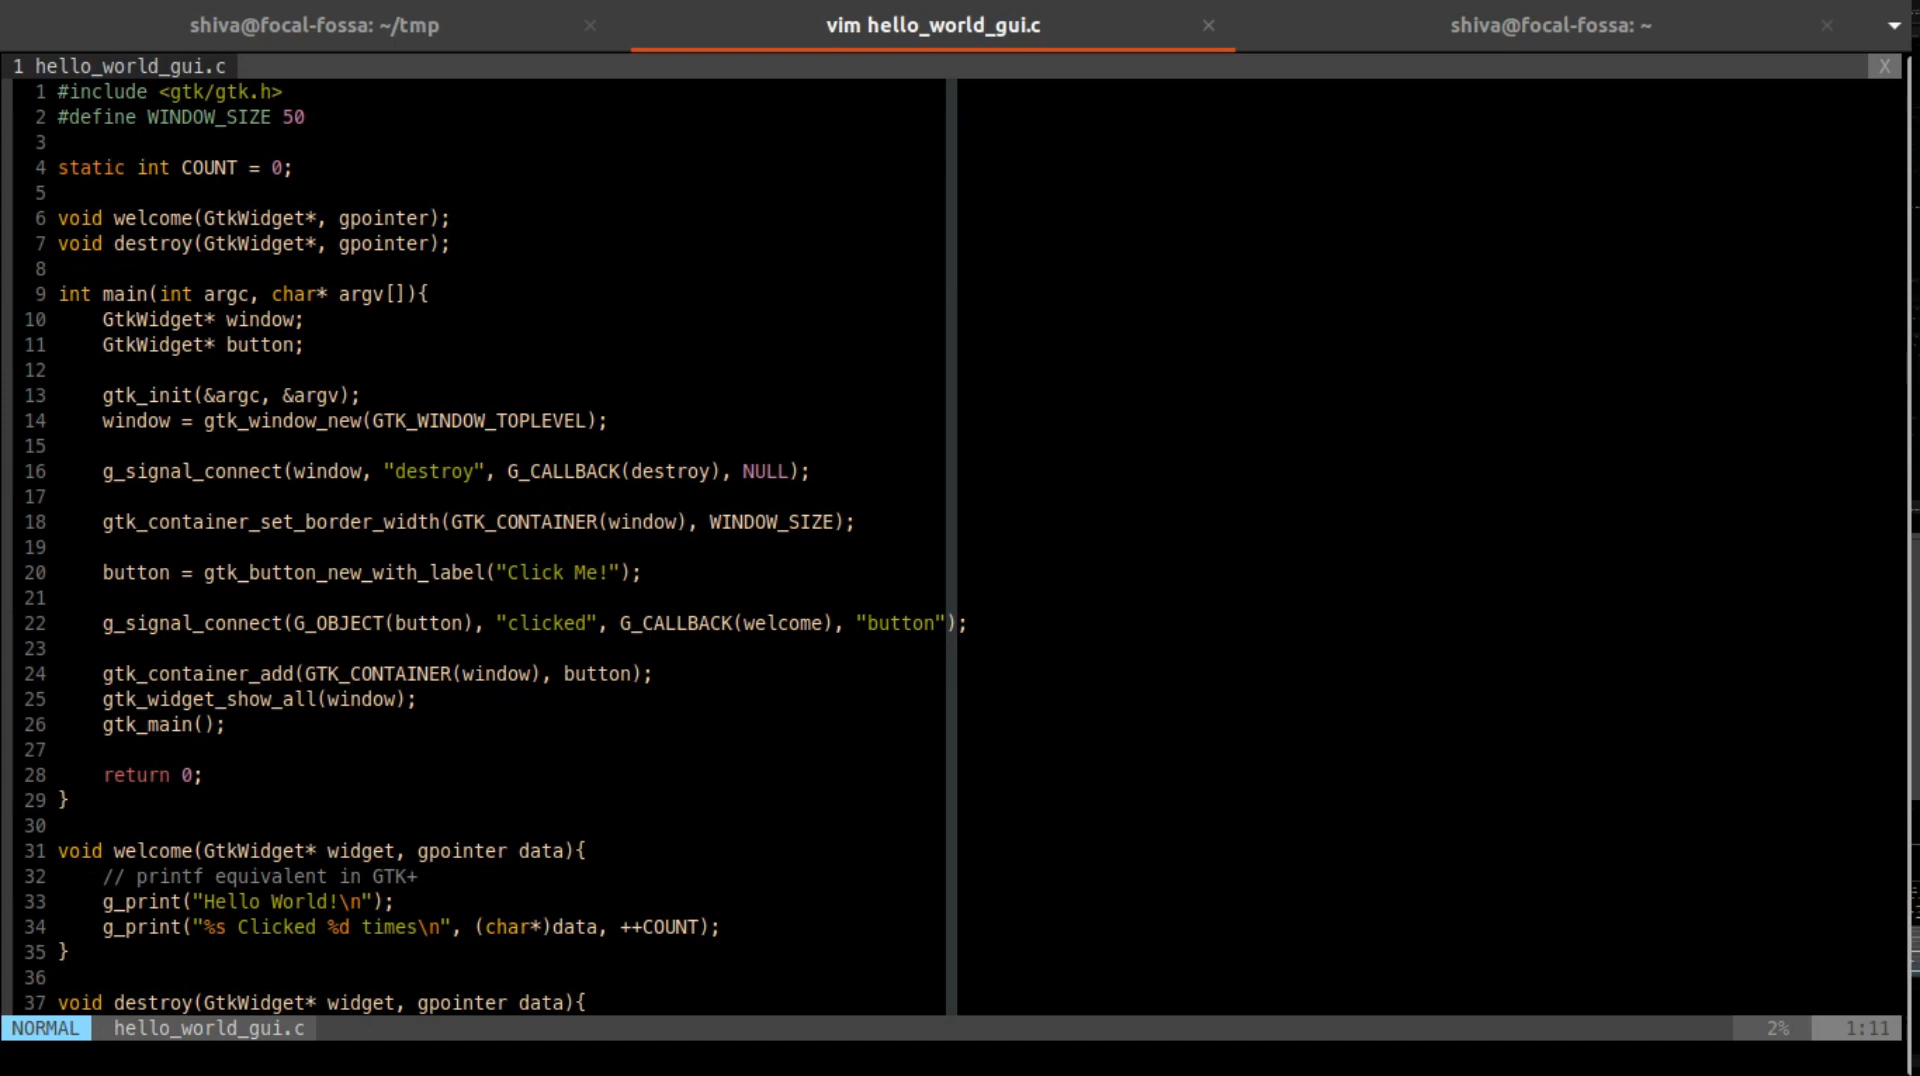 shiva@focal-fossa: ~/tmp × vim hello_world_gui.c × shiva@focal-fossa: ~ ×
1 hello_world_gui.c X
1 #include <gtk/gtk.h>
2 #define WINDOW_SIZE 50
3
4 static int COUNT = 0;
5
6 void welcome(GtkWidget*, gpointer);
7 void destroy(GtkWidget*, gpointer);
8
9 int main(int argc, char* argv[]){
10     GtkWidget* window;
11     GtkWidget* button;
12
13     gtk_init(&argc, &argv);
14     window = gtk_window_new(GTK_WINDOW_TOPLEVEL);
15
16     g_signal_connect(window, "destroy", G_CALLBACK(destroy), NULL);
17
18     gtk_container_set_border_width(GTK_CONTAINER(window), WINDOW_SIZE);
19
20     button = gtk_button_new_with_label("Click Me!");
21
22     g_signal_connect(G_OBJECT(button), "clicked", G_CALLBACK(welcome), "button");
23
24     gtk_container_add(GTK_CONTAINER(window), button);
25     gtk_widget_show_all(window);
26     gtk_main();
27
28     return 0;
29 }
30
31 void welcome(GtkWidget* widget, gpointer data){
32     // printf equivalent in GTK+
33     g_print("Hello World!\n");
34     g_print("%s Clicked %d times\n", (char*)data, ++COUNT);
35 }
36
37 void destroy(GtkWidget* widget, gpointer data){
NORMAL hello_world_gui.c 2% 1:11